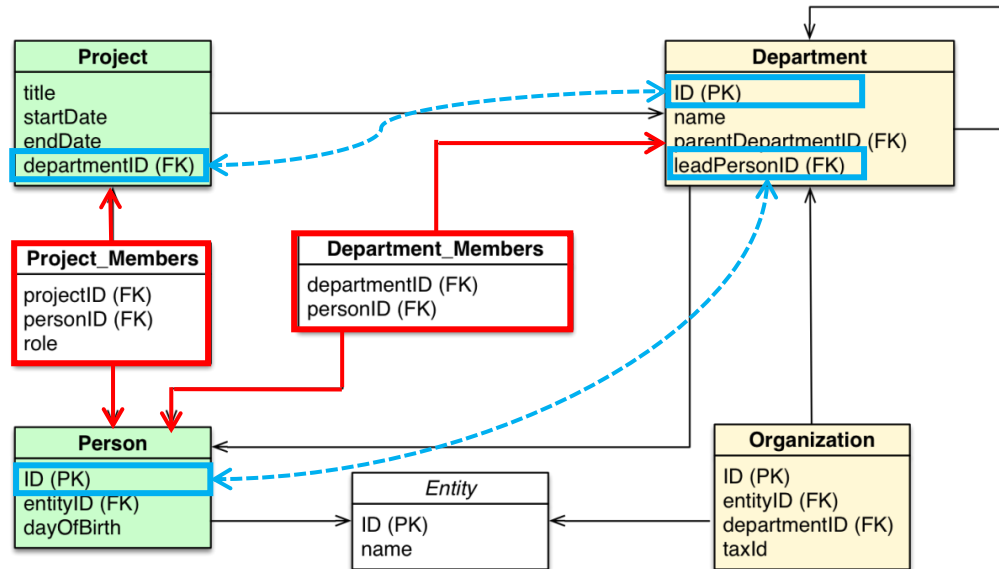 Project
title
startDate
endDate
departmentID (FK)
Department
ID (PK)
name
parentDepartmentID (FK)
leadPersonID (FK)
Project_Members
projectID (FK)
personID (FK)
role
Department_Members
departmentID (FK)
personID (FK)
Person
ID (PK)
entityID (FK)
dayOfBirth
Entity
ID (PK)
name
Organization
ID (PK)
entityID (FK)
departmentID (FK)
taxId